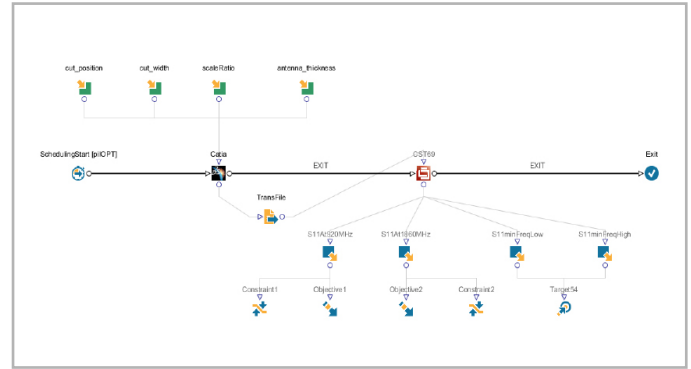 cut_position cut_width scaleRatio antenna_thickness
SchedulingStart [pilOPT] Catia EXIT CST69 EXIT Exit
TransFile
S11At920MHz S11At1660MHz S11minFreqLow S11minFreqHigh
Constraint1 Objective1 Objective2 Constraint2 Target54